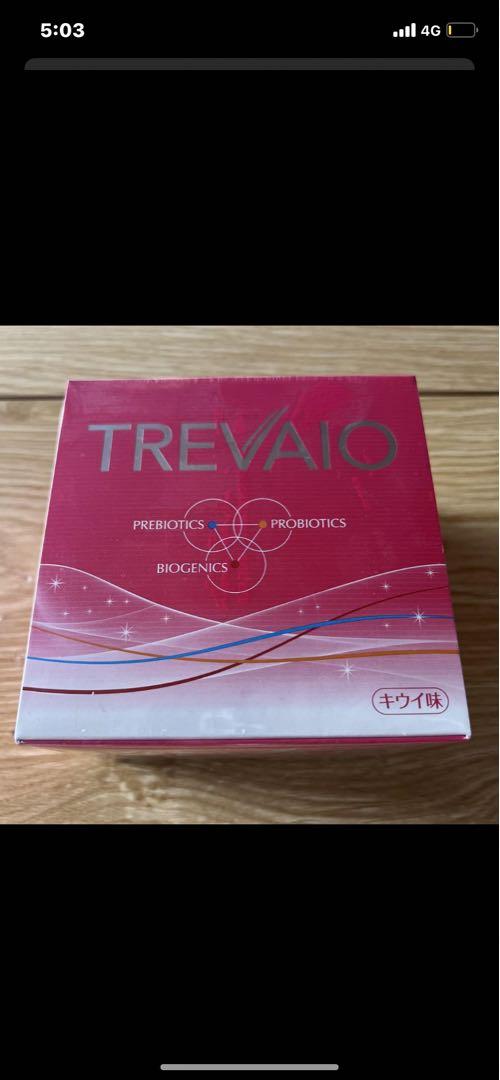 5:03
4G
TREVAIO
PREBIOTICS
PROBIOTICS
BIOGENICS
キウイ味